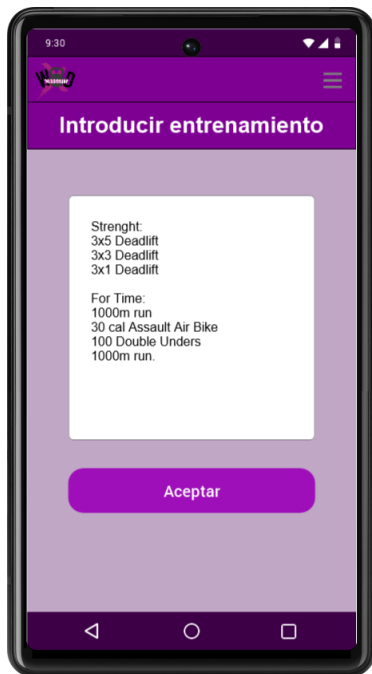 9:30
Introducir entrenamiento
Strenght:
3x5 Deadlift
3x3 Deadlift
3x1 Deadlift
For Time:
1000m run
30 cal Assault Air Bike
100 Double Unders
1000m run.
Aceptar